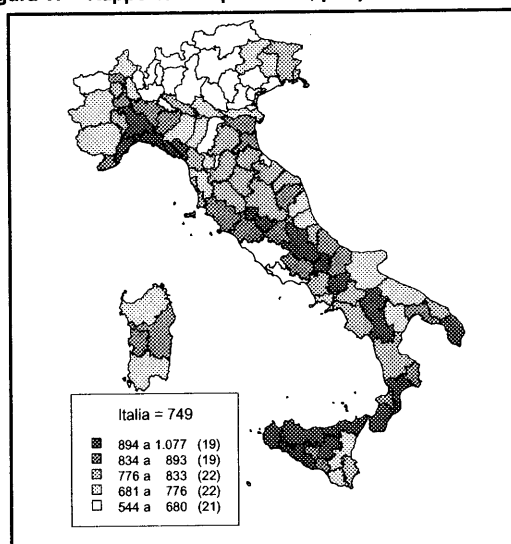 Italia = 749
894 a 1.077 (19)
834 a 893 (19)
776 a 833 (22)
681 a 776 (22)
544 a 680 (21)